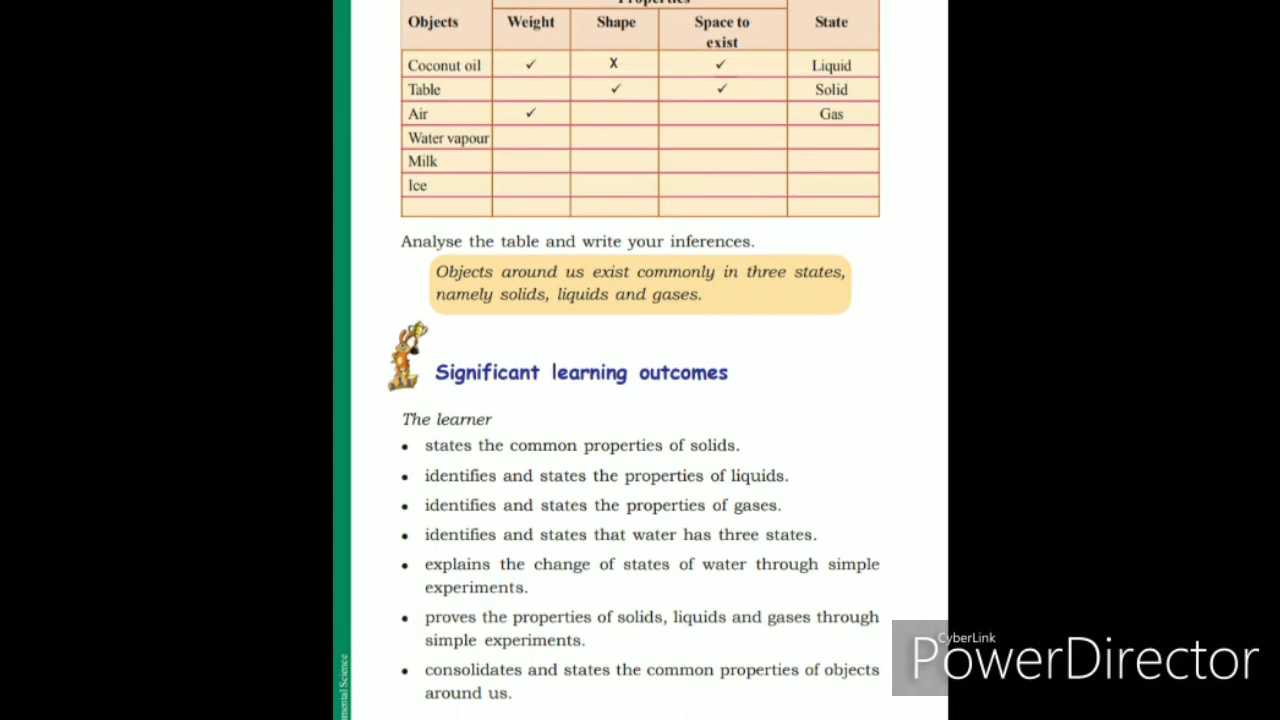 Properties
Objects Weight Shape Space to exist State
Coconut oil ✓ X ✓ Liquid
Table ✓ ✓ Solid
Air ✓ Gas
Water vapour
Milk
Ice
Analyse the table and write your inferences.
Objects around us exist commonly in three states,
namely solids, liquids and gases.
Significant learning outcomes
The learner
• states the common properties of solids.
• identifies and states the properties of liquids.
• identifies and states the properties of gases.
• identifies and states that water has three states.
• explains the change of states of water through simple
experiments.
• proves the properties of solids, liquids and gases through
simple experiments.
• consolidates and states the common properties of objects
around us.
CyberLink
PowerDirector